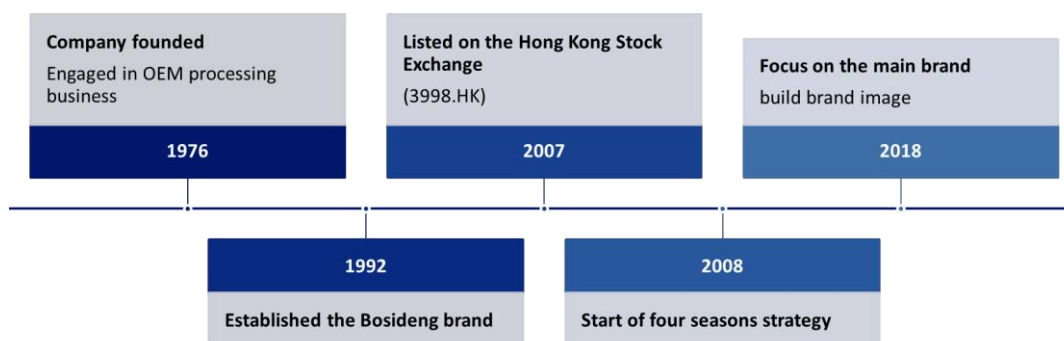 Company founded
Engaged in OEM processing
business
1976
Listed on the Hong Kong Stock
Exchange
(3998.HK)
2007
Focus on the main brand
build brand image
2018
1992
Established the Bosideng brand
2008
Start of four seasons strategy